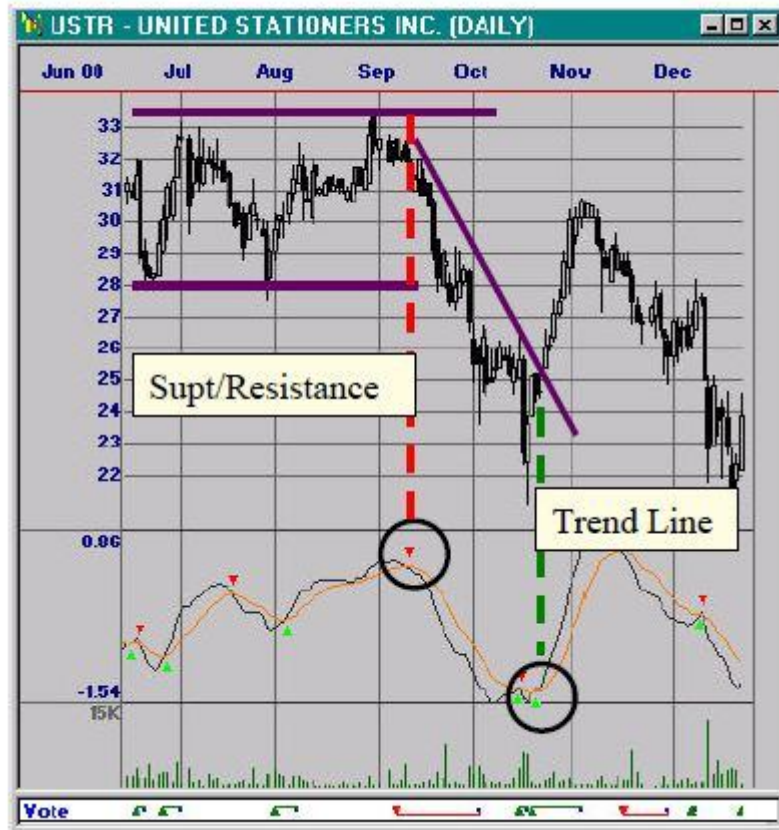 USTR - UNITED STATIONERS INC. (DAILY)
Jun 00 Jul Aug Sep Oct Nov Dec
33
32
31
30
29
28
27
26
25
24
23
22
Supt/Resistance
Trend Line
0.86
-1.54
15K
Vote